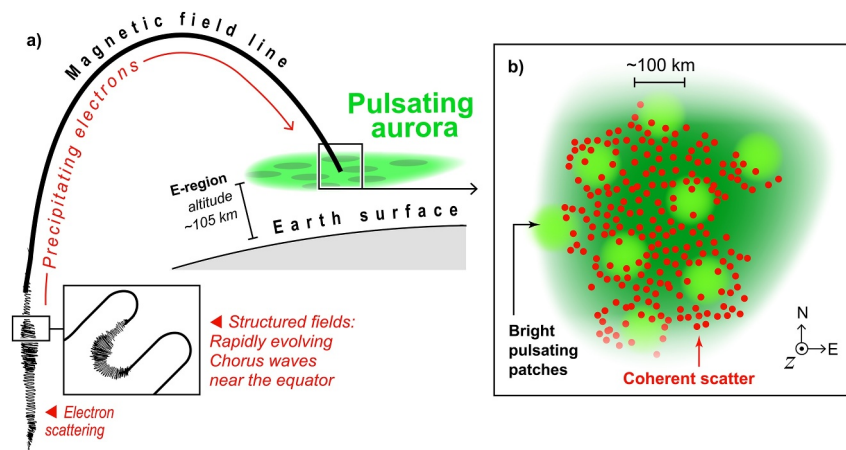 a)
Magnetic field line
Precipitating electrons
Pulsating
aurora
E-region
altitude
~105 km
Earth surface
◀ Structured fields:
Rapidly evolving
Chorus waves
near the equator
◀ Electron
scattering
b)
~100 km
Bright
pulsating
patches
Coherent scatter
N
E
z